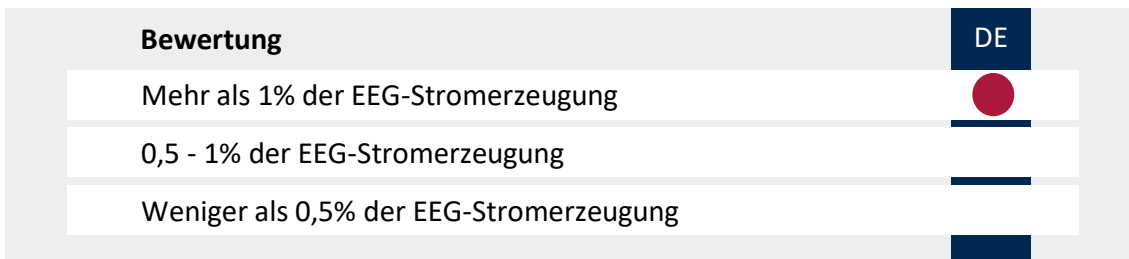 Bewertung DE
Mehr als 1% der EEG-Stromerzeugung
0,5 - 1% der EEG-Stromerzeugung
Weniger als 0,5% der EEG-Stromerzeugung